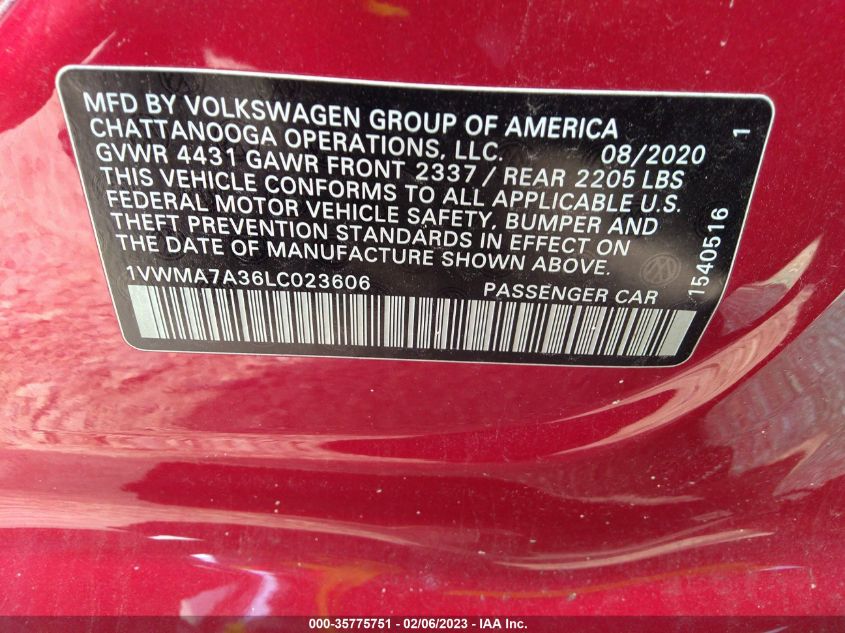 MFD BY VOLKSWAGEN GROUP OF AMERICA
CHATTANOOGA OPERATIONS, LLC. 08/2020
GVWR 4431 GAWR FRONT 2337 / REAR 2205 LBS
THIS VEHICLE CONFORMS TO ALL APPLICABLE U.S.
FEDERAL MOTOR VEHICLE SAFETY, BUMPER AND
THEFT PREVENTION STANDARDS IN EFFECT ON
THE DATE OF MANUFACTURE SHOWN ABOVE.
1VWMA7A36LC023606 PASSENGER CAR
1540516 1
000-35775751 - 02/06/2023 - IAA Inc.